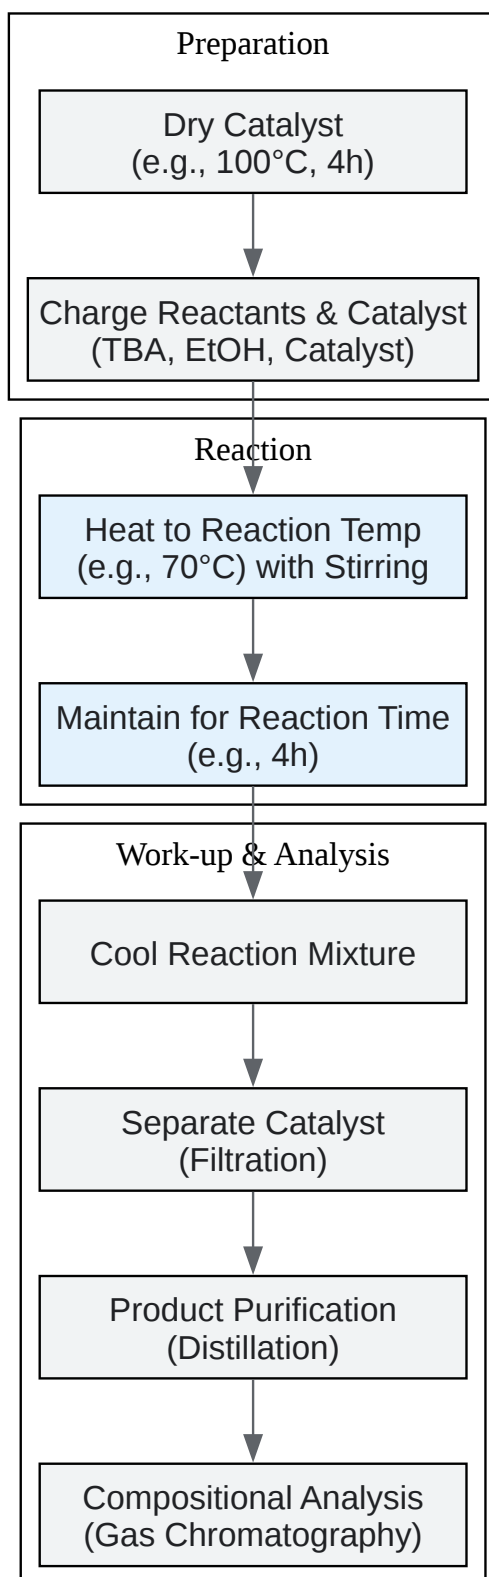 Preparation
Dry Catalyst
(e.g., 100°C, 4h)
Charge Reactants & Catalyst
(TBA, EtOH, Catalyst)
Reaction
Heat to Reaction Temp
(e.g., 70°C) with Stirring
Maintain for Reaction Time
(e.g., 4h)
Work-up & Analysis
Cool Reaction Mixture
Separate Catalyst
(Filtration)
Product Purification
(Distillation)
Compositional Analysis
(Gas Chromatography)